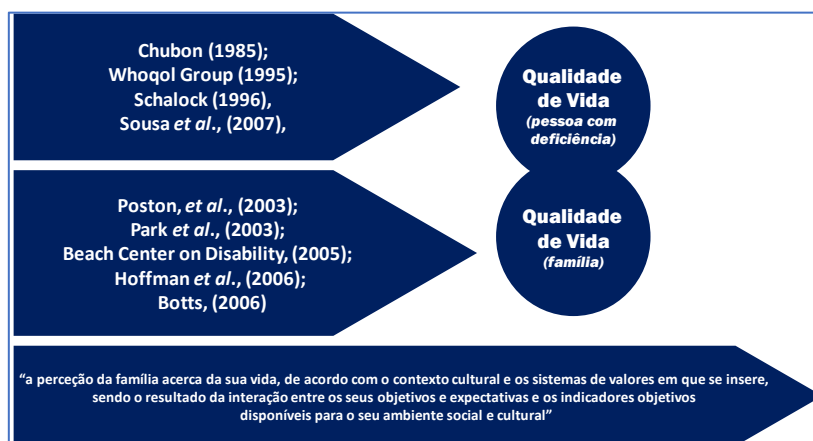 Chubon (1985);
Whoqol Group (1995);
Schalock (1996),
Sousa et al., (2007),
Qualidade
de Vida
(pessoa com
deficiência)
Poston, et al., (2003);
Park et al., (2003);
Beach Center on Disability, (2005);
Hoffman et al., (2006);
Botts, (2006)
Qualidade
de Vida
(família)
“a perceção da família acerca da sua vida, de acordo com o contexto cultural e os sistemas de valores em que se insere,
sendo o resultado da interação entre os seus objetivos e expectativas e os indicadores objetivos
disponíveis para o seu ambiente social e cultural”